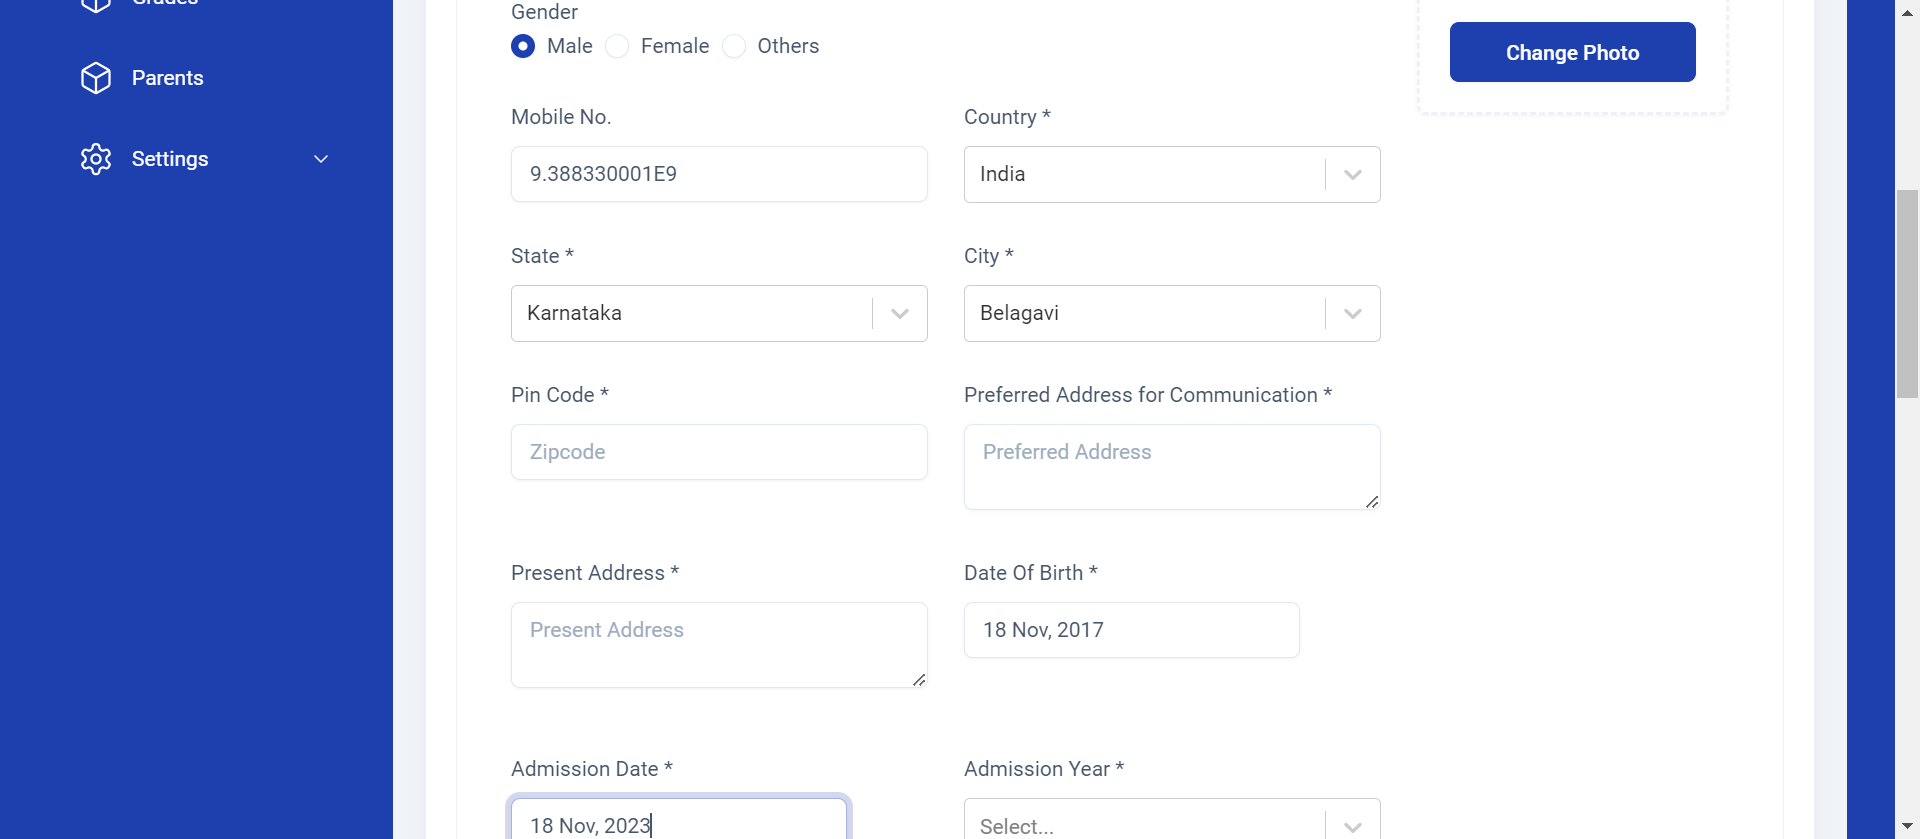 Grades
Parents
Settings
Gender
Male Female Others
Change Photo
Mobile No.
9.388330001E9
Country *
India
State *
Karnataka
City *
Belagavi
Pin Code *
Zipcode
Preferred Address for Communication *
Preferred Address
Present Address *
Present Address
Date Of Birth *
18 Nov, 2017
Admission Date *
18 Nov, 2023
Admission Year *
Select...